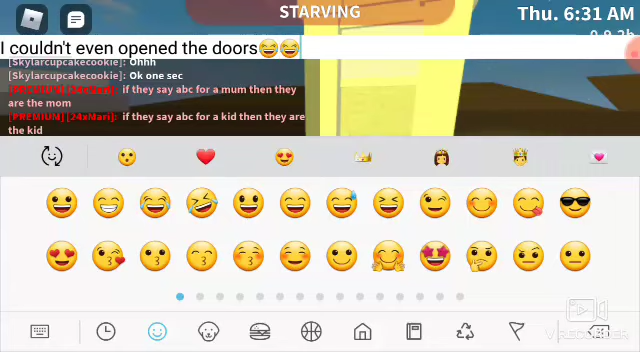 STARVING
Thu. 6:31 AM
I couldn't even opened the doors😂😂
[Skylarcupcakecookie]: Ohhh
[Skylarcupcakecookie]: Ok one sec
if they say abc for a mum then they
are the mom
[PREMIUM] [24xMari]: if they say abc for a kid then they are
the kid